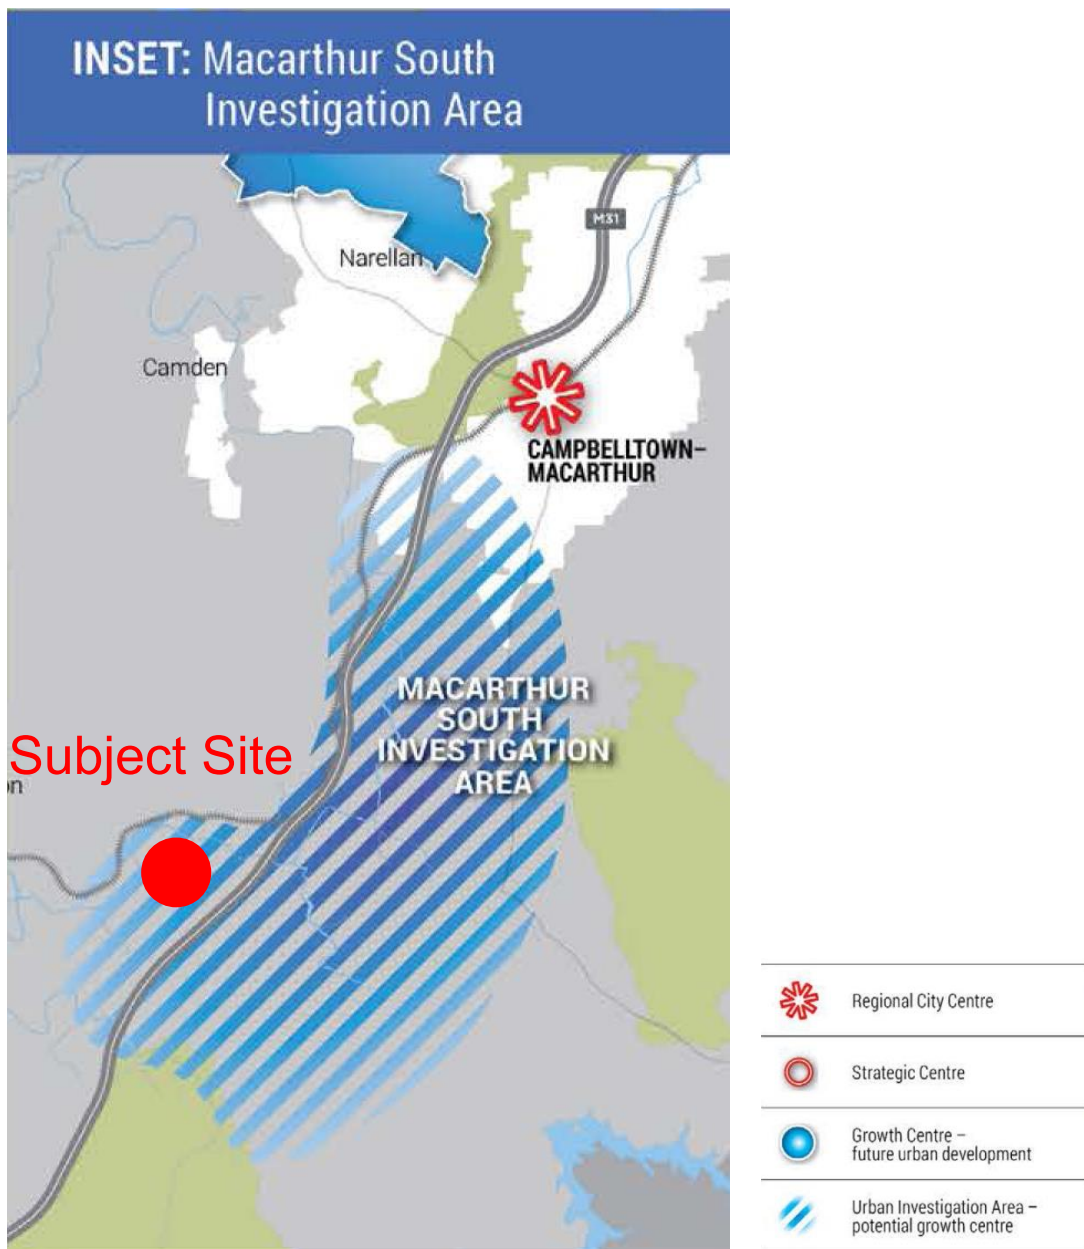 INSET: Macarthur South
Investigation Area
M31
Narellan
Camden
CAMPBELLTOWN–
MACARTHUR
MACARTHUR
SOUTH
INVESTIGATION
AREA
Subject Site
n
Regional City Centre
Strategic Centre
Growth Centre –
future urban development
Urban Investigation Area –
potential growth centre